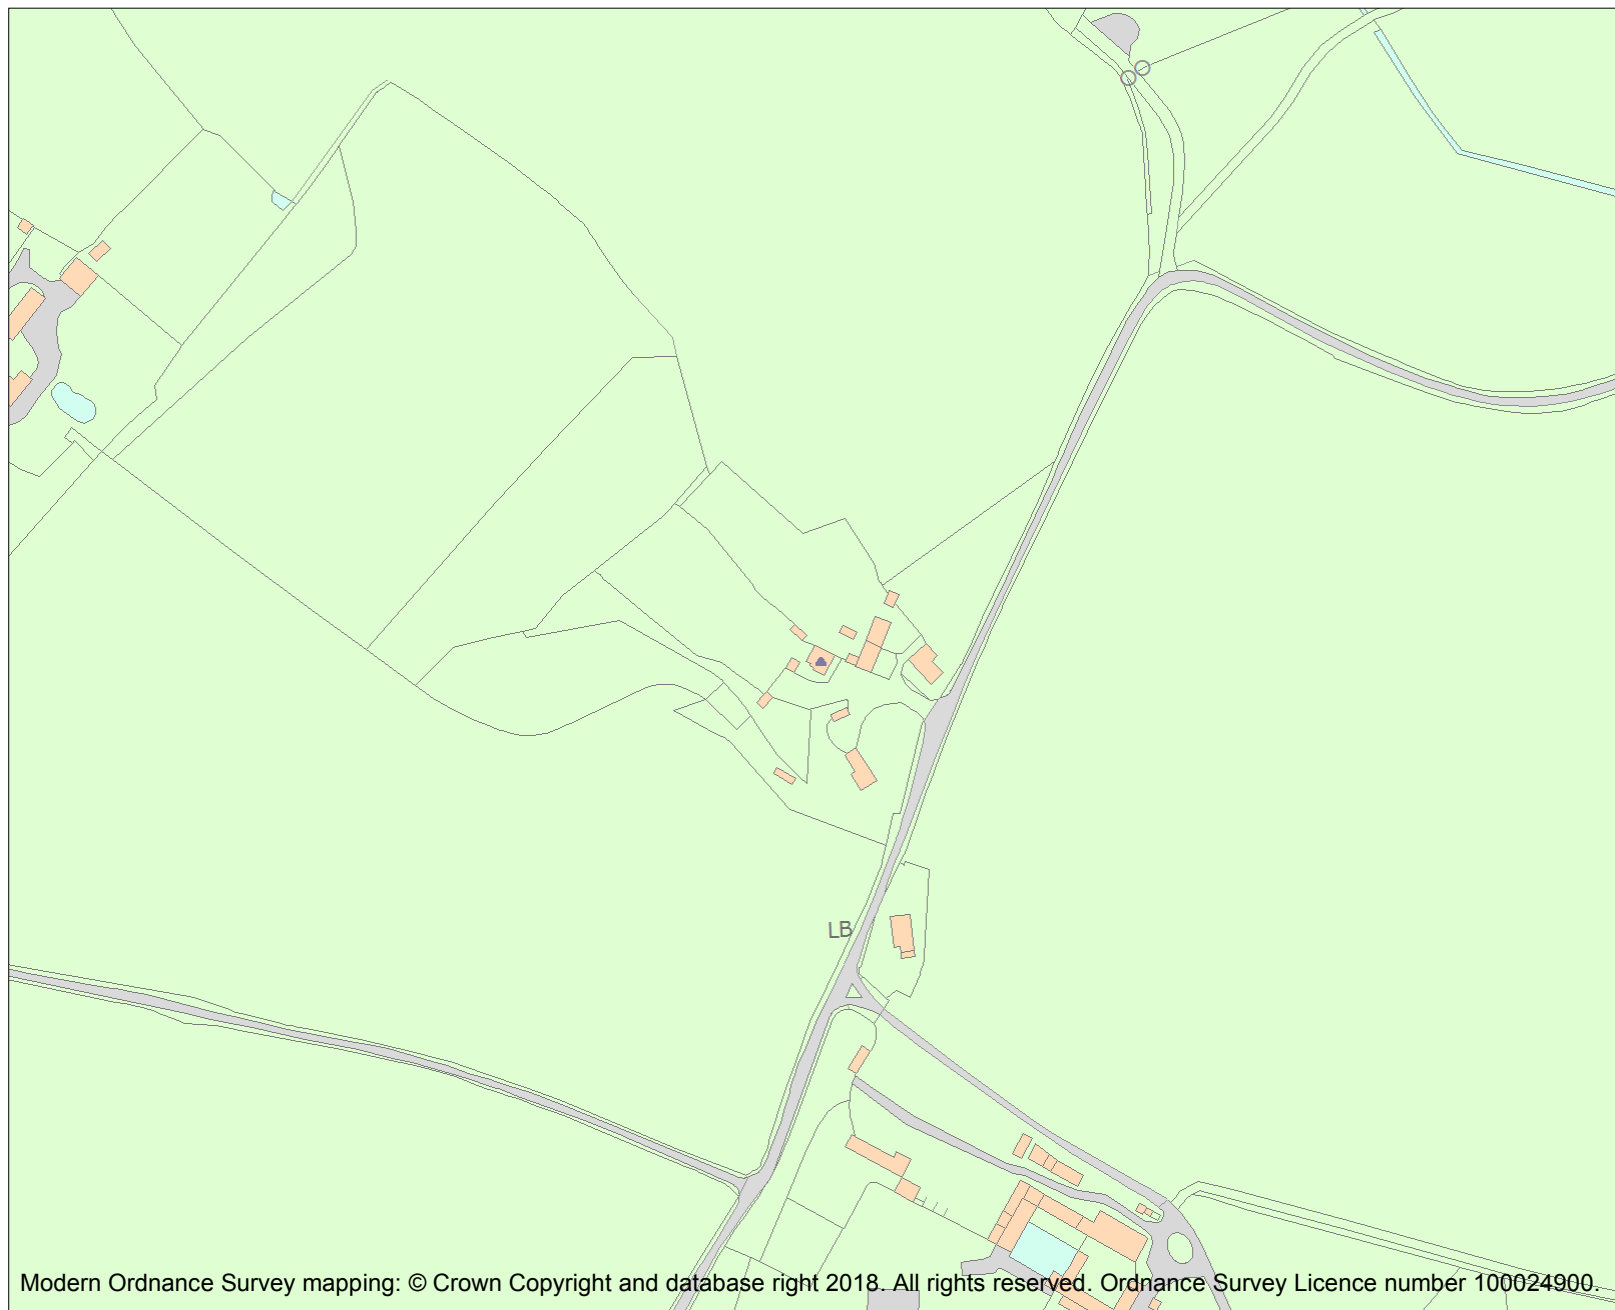 LB
Modern Ordnance Survey mapping: © Crown Copyright and database right 2018. All rights reserved. Ordnance Survey Licence number 100024900.